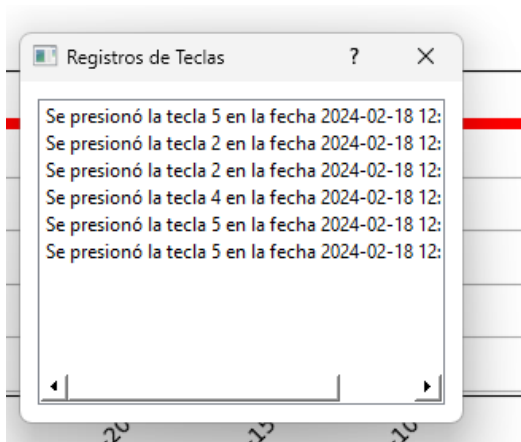 Registros de Teclas ?
Se presionó la tecla 5 en la fecha 2024-02-18 12:
Se presionó la tecla 2 en la fecha 2024-02-18 12:
Se presionó la tecla 2 en la fecha 2024-02-18 12:
Se presionó la tecla 4 en la fecha 2024-02-18 12:
Se presionó la tecla 5 en la fecha 2024-02-18 12:
Se presionó la tecla 5 en la fecha 2024-02-18 12:
-20
-15
-10